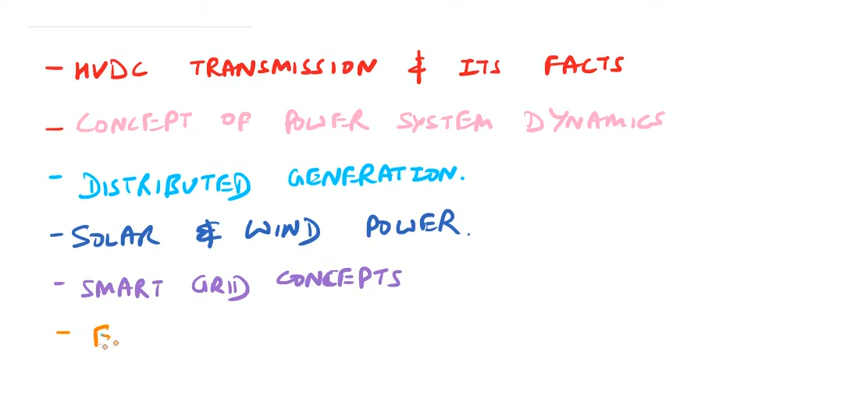 - HVDC TRANSMISSION & ITS FACTS
- CONCEPT OF POWER SYSTEM DYNAMICS
- DISTRIBUTED GENERATION.
- SOLAR & WIND POWER.
- SMART GRID CONCEPTS
-